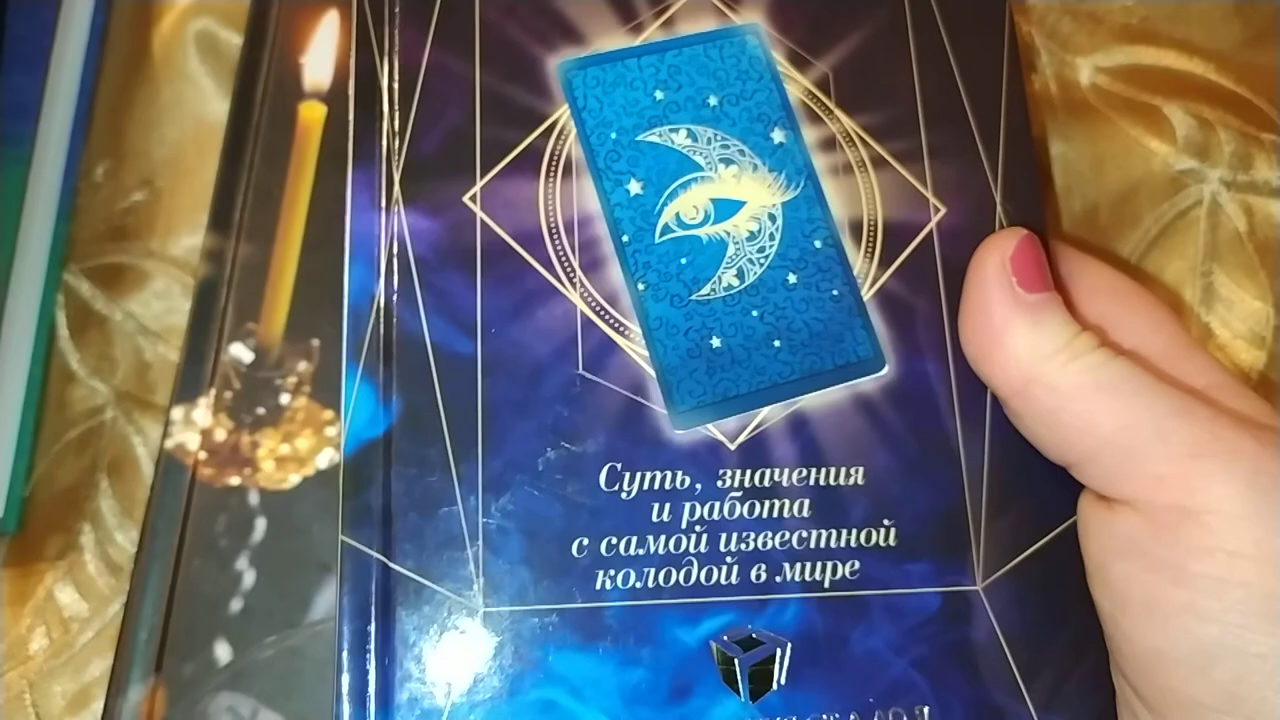 Суть, значения
и работа
с самой известной
колодой в мире